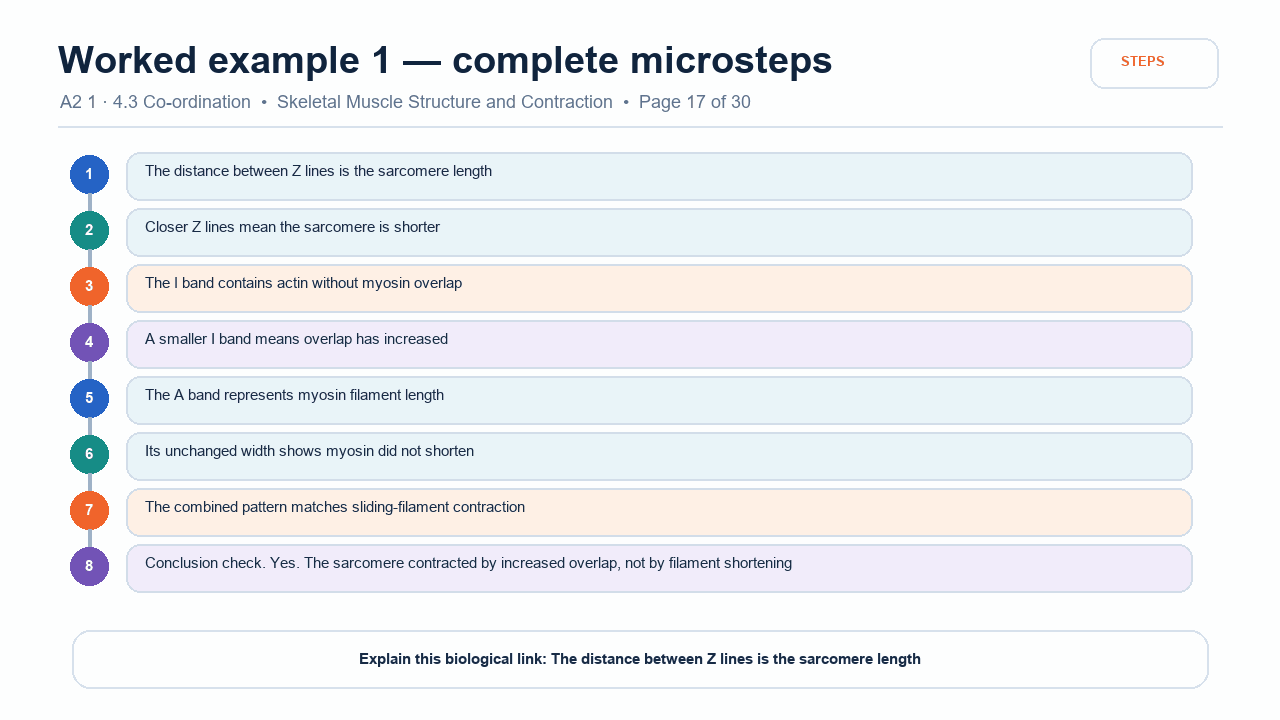 Worked example 1 — complete microsteps
STEPS
A2 1 · 4.3 Co-ordination • Skeletal Muscle Structure and Contraction • Page 17 of 30
1 The distance between Z lines is the sarcomere length
2 Closer Z lines mean the sarcomere is shorter
3 The I band contains actin without myosin overlap
4 A smaller I band means overlap has increased
5 The A band represents myosin filament length
6 Its unchanged width shows myosin did not shorten
7 The combined pattern matches sliding-filament contraction
8 Conclusion check. Yes. The sarcomere contracted by increased overlap, not by filament shortening
Explain this biological link: The distance between Z lines is the sarcomere length